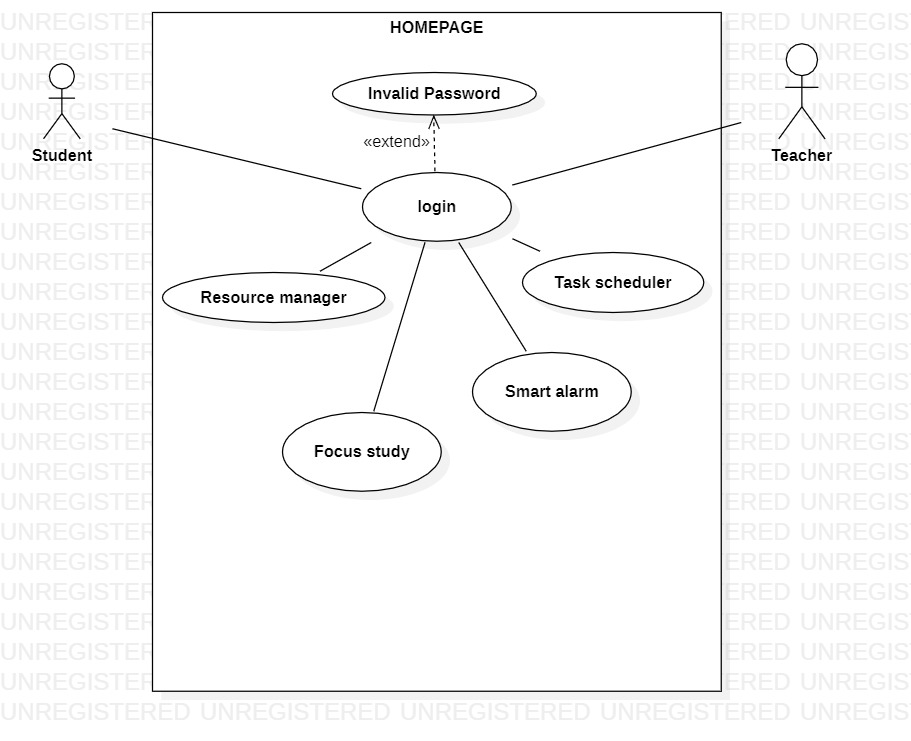 HOMEPAGE
Invalid Password
«extend»
Student
Teacher
login
Resource manager
Task scheduler
Smart alarm
Focus study
UNREGISTERED UNREGISTERED UNREGISTERED UNREGISTERED UNREGIS